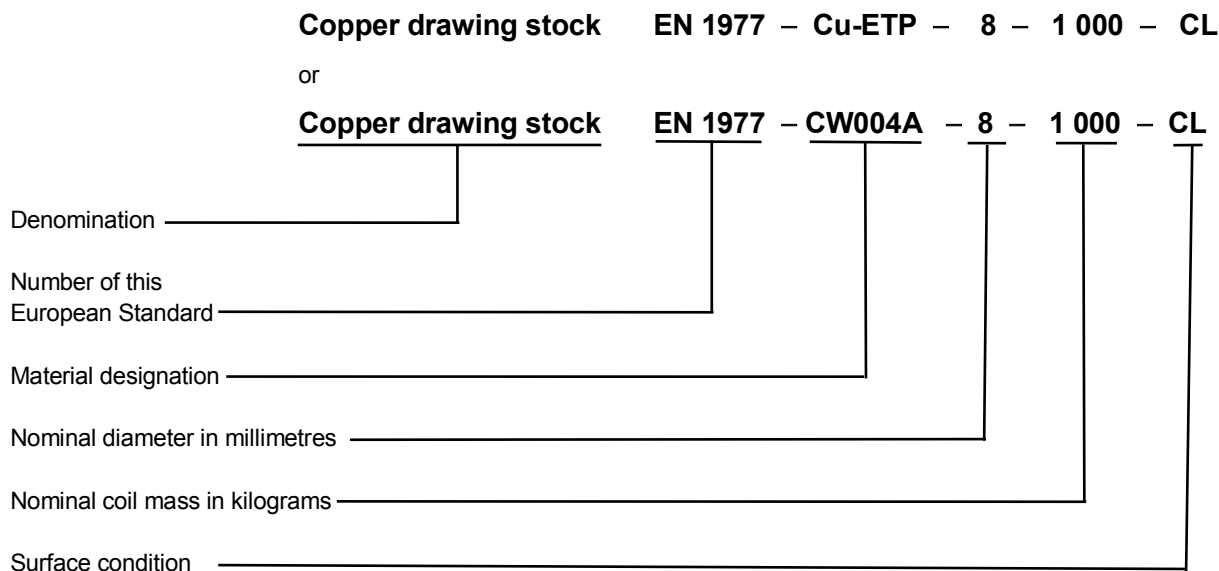 Copper drawing stock EN 1977 – Cu-ETP – 8 – 1 000 – CL
or
Copper drawing stock EN 1977 – CW004A – 8 – 1 000 – CL
Denomination
Number of this
European Standard
Material designation
Nominal diameter in millimetres
Nominal coil mass in kilograms
Surface condition